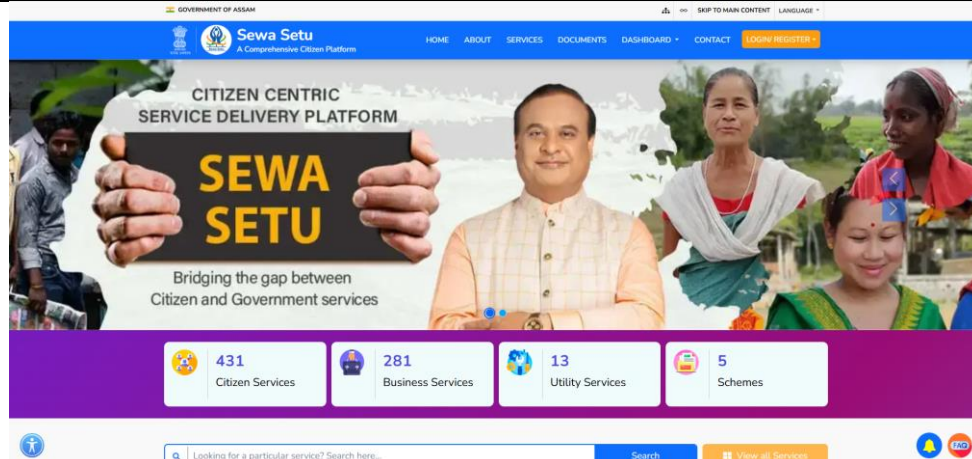 GOVERNMENT OF ASSAM
SKIP TO MAIN CONTENT LANGUAGE
Sewa Setu
A Comprehensive Citizen Platform
HOME ABOUT SERVICES DOCUMENTS DASHBOARD CONTACT LOGIN/ REGISTER
CITIZEN CENTRIC
SERVICE DELIVERY PLATFORM
SEWA
SETU
Bridging the gap between
Citizen and Government services
431
Citizen Services
281
Business Services
13
Utility Services
5
Schemes
Looking for a particular service? Search here...
Search
View all Services
FAQ